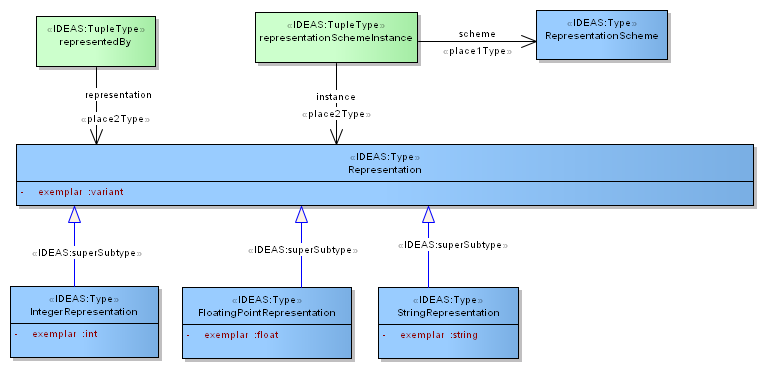 «IDEAS:TupleType»
representedBy
«IDEAS:TupleType»
representationSchemeInstance
scheme
«place1Type»
«IDEAS:Type»
RepresentationScheme
representation
«place2Type»
instance
«place2Type»
«IDEAS:Type»
Representation
- exemplar :variant
«IDEAS:superSubtype»
«IDEAS:superSubtype»
«IDEAS:superSubtype»
«IDEAS:Type»
IntegerRepresentation
- exemplar :int
«IDEAS:Type»
FloatingPointRepresentation
- exemplar :float
«IDEAS:Type»
StringRepresentation
- exemplar :string